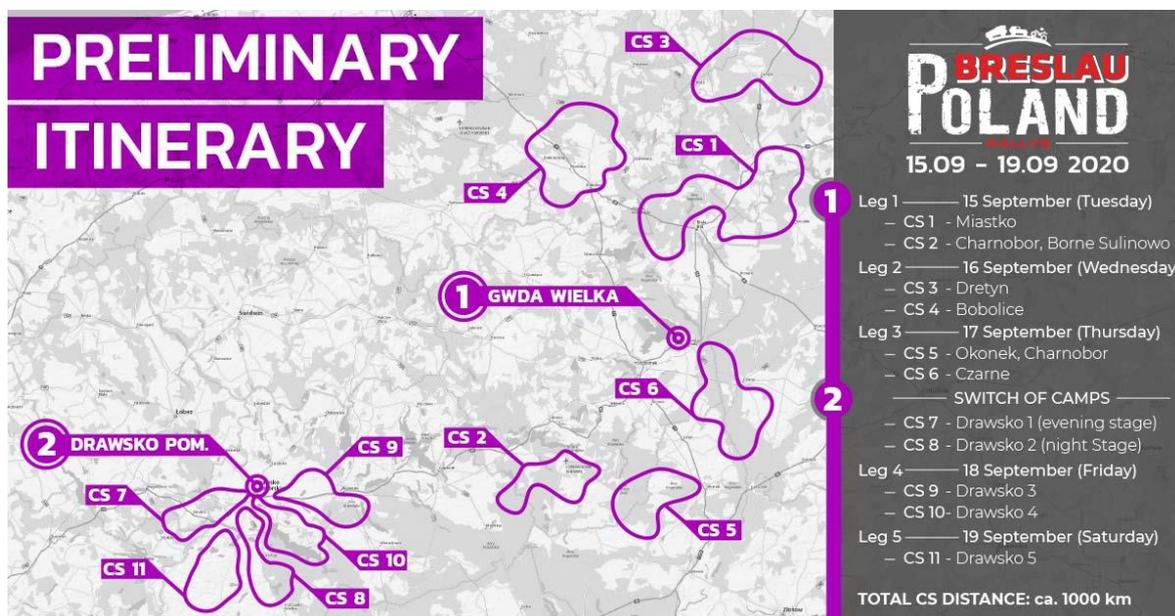 PRELIMINARY
ITINERARY
CS 3
CS 1
CS 4
1 GWDA WIELKA
CS 6
2 DRAWSKO POM.
CS 9
CS 2
CS 7
CS 5
CS 10
CS 11
CS 8
BRESLAU
POLAND
RALLYE
15.09 – 19.09 2020
1
Leg 1 15 September (Tuesday)
– CS 1 - Miastko
– CS 2 - Charnobor, Borne Sulinowo
Leg 2 16 September (Wednesday
– CS 3 - Dretyn
– CS 4 - Bobolice
Leg 3 17 September (Thursday)
– CS 5 - Okonek, Charnobor
– CS 6 - Czarne
2
SWITCH OF CAMPS
– CS 7 - Drawsko 1 (evening stage)
– CS 8 - Drawsko 2 (night Stage)
Leg 4 18 September (Friday)
– CS 9 - Drawsko 3
– CS 10- Drawsko 4
Leg 5 19 September (Saturday)
– CS 11 - Drawsko 5
TOTAL CS DISTANCE: ca. 1000 km